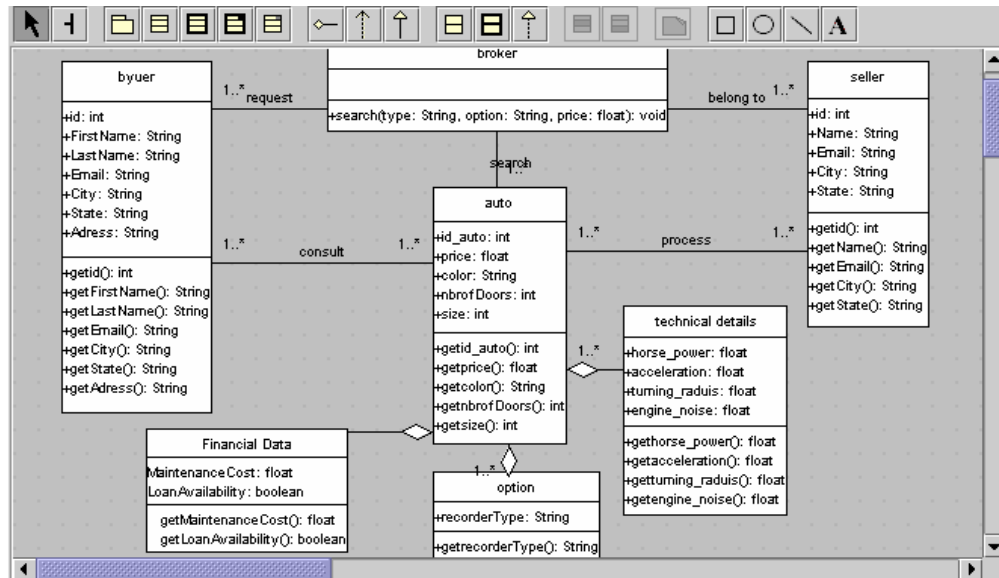 A
broker
+search(type: String, option: String, price: float): void
byuer
+id: int
+FirstName: String
+LastName: String
+Email: String
+City: String
+State: String
+Adress: String
+getid(): int
+getFirstName(): String
+getLastName(): String
+getEmail(): String
+getCity(): String
+getState(): String
+getAdress(): String
1..*
request
belong to
1..*
seller
+id: int
+Name: String
+Email: String
+City: String
+State: String
+getid(): int
+getName(): String
+getEmail(): String
+getCity(): String
+getState(): String
search
auto
+id_auto: int
+price: float
+color: String
+nbrofDoors: int
+size: int
+getid_auto(): int
+getprice(): float
+getcolor(): String
+getnbrofDoors(): int
+getsize(): int
1..*
consult
1..*
1..*
process
1..*
technical details
+horse_power: float
+acceleration: float
+turning_raduis: float
+engine_noise: float
+gethorse_power(): float
+getacceleration(): float
+getturning_raduis(): float
+getengine_noise(): float
1..*
Financial Data
MaintenanceCost: float
LoanAvailability: boolean
getMaintenanceCost(): float
getLoanAvailability(): boolean
1..*
option
+recorderType: String
+getrecorderType(): String